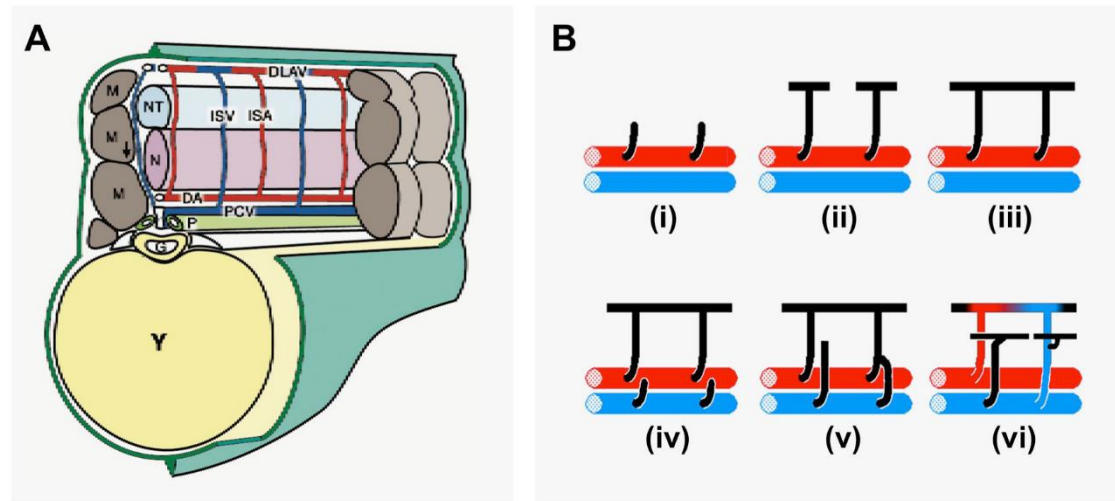 A
DLAV
M
NT
ISV ISA
M
N
M
DA
PCV
P
G
Y
B
(i) (ii) (iii)
(iv) (v) (vi)